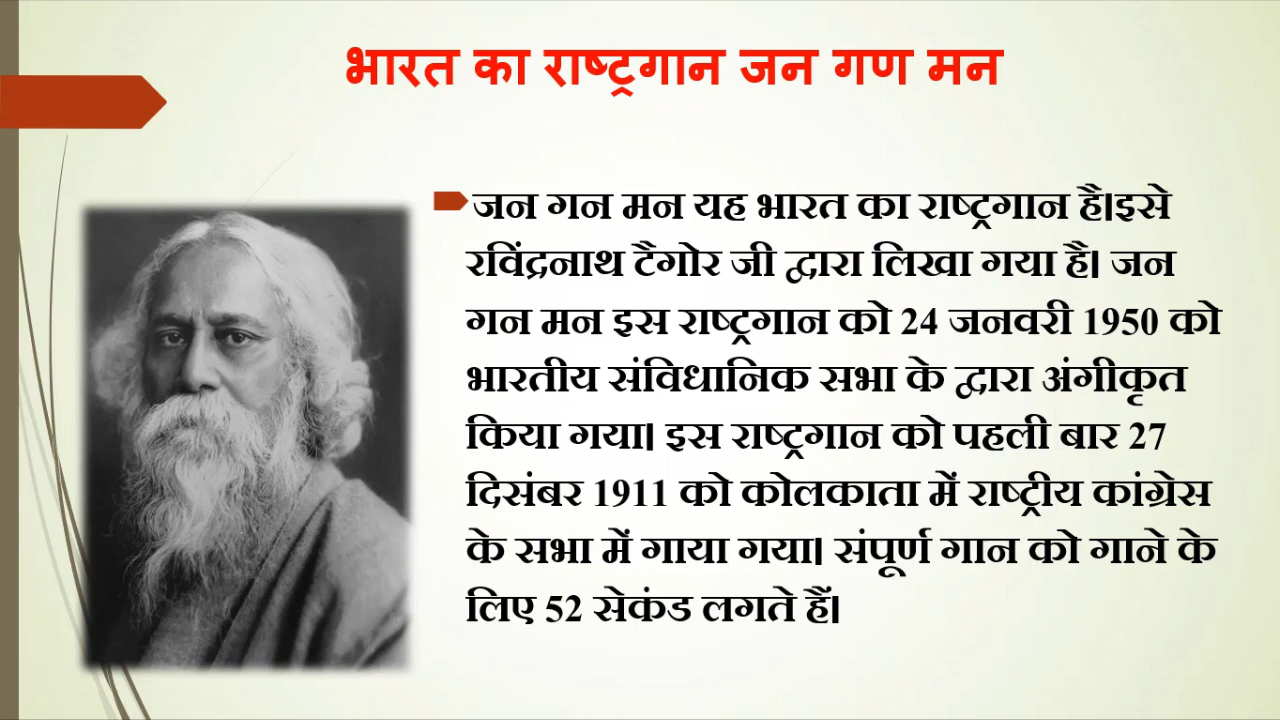 भारत का राष्ट्रगान जन गण मन
जन गन मन यह भारत का राष्ट्रगान है।इसे
रविंद्रनाथ टैगोर जी द्वारा लिखा गया है। जन
गन मन इस राष्ट्रगान को 24 जनवरी 1950 को
भारतीय संविधानिक सभा के द्वारा अंगीकृत
किया गया। इस राष्ट्रगान को पहली बार 27
दिसंबर 1911 को कोलकाता में राष्ट्रीय कांग्रेस
के सभा में गाया गया। संपूर्ण गान को गाने के
लिए 52 सेकंड लगते हैं।